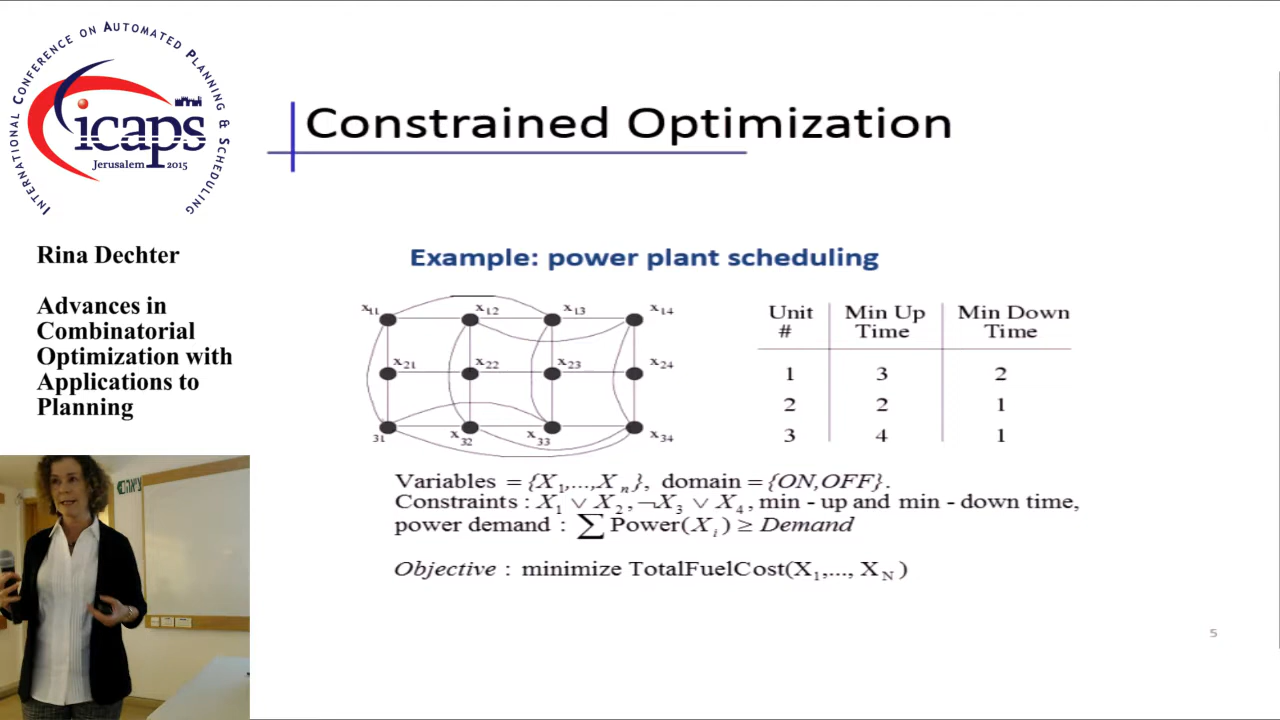 INTERNATIONAL CONFERENCE ON AUTOMATED PLANNING & SCHEDULING
icaps
Jerusalem 2015
Rina Dechter
Advances in
Combinatorial
Optimization with
Applications to
Planning
Constrained Optimization
Example: power plant scheduling
x11 x12 x13 x14
x21 x22 x23 x24
31 x32 x33 x34
Unit # Min Up Time Min Down Time
1 3 2
2 2 1
3 4 1
Variables = {X1,...,Xn}, domain = {ON,OFF}.
Constraints : X1 ∨ X2, ¬X3 ∨ X4, min - up and min - down time,
power demand : ∑ Power(Xi) ≥ Demand
Objective : minimize TotalFuelCost(X1,..., XN)
5